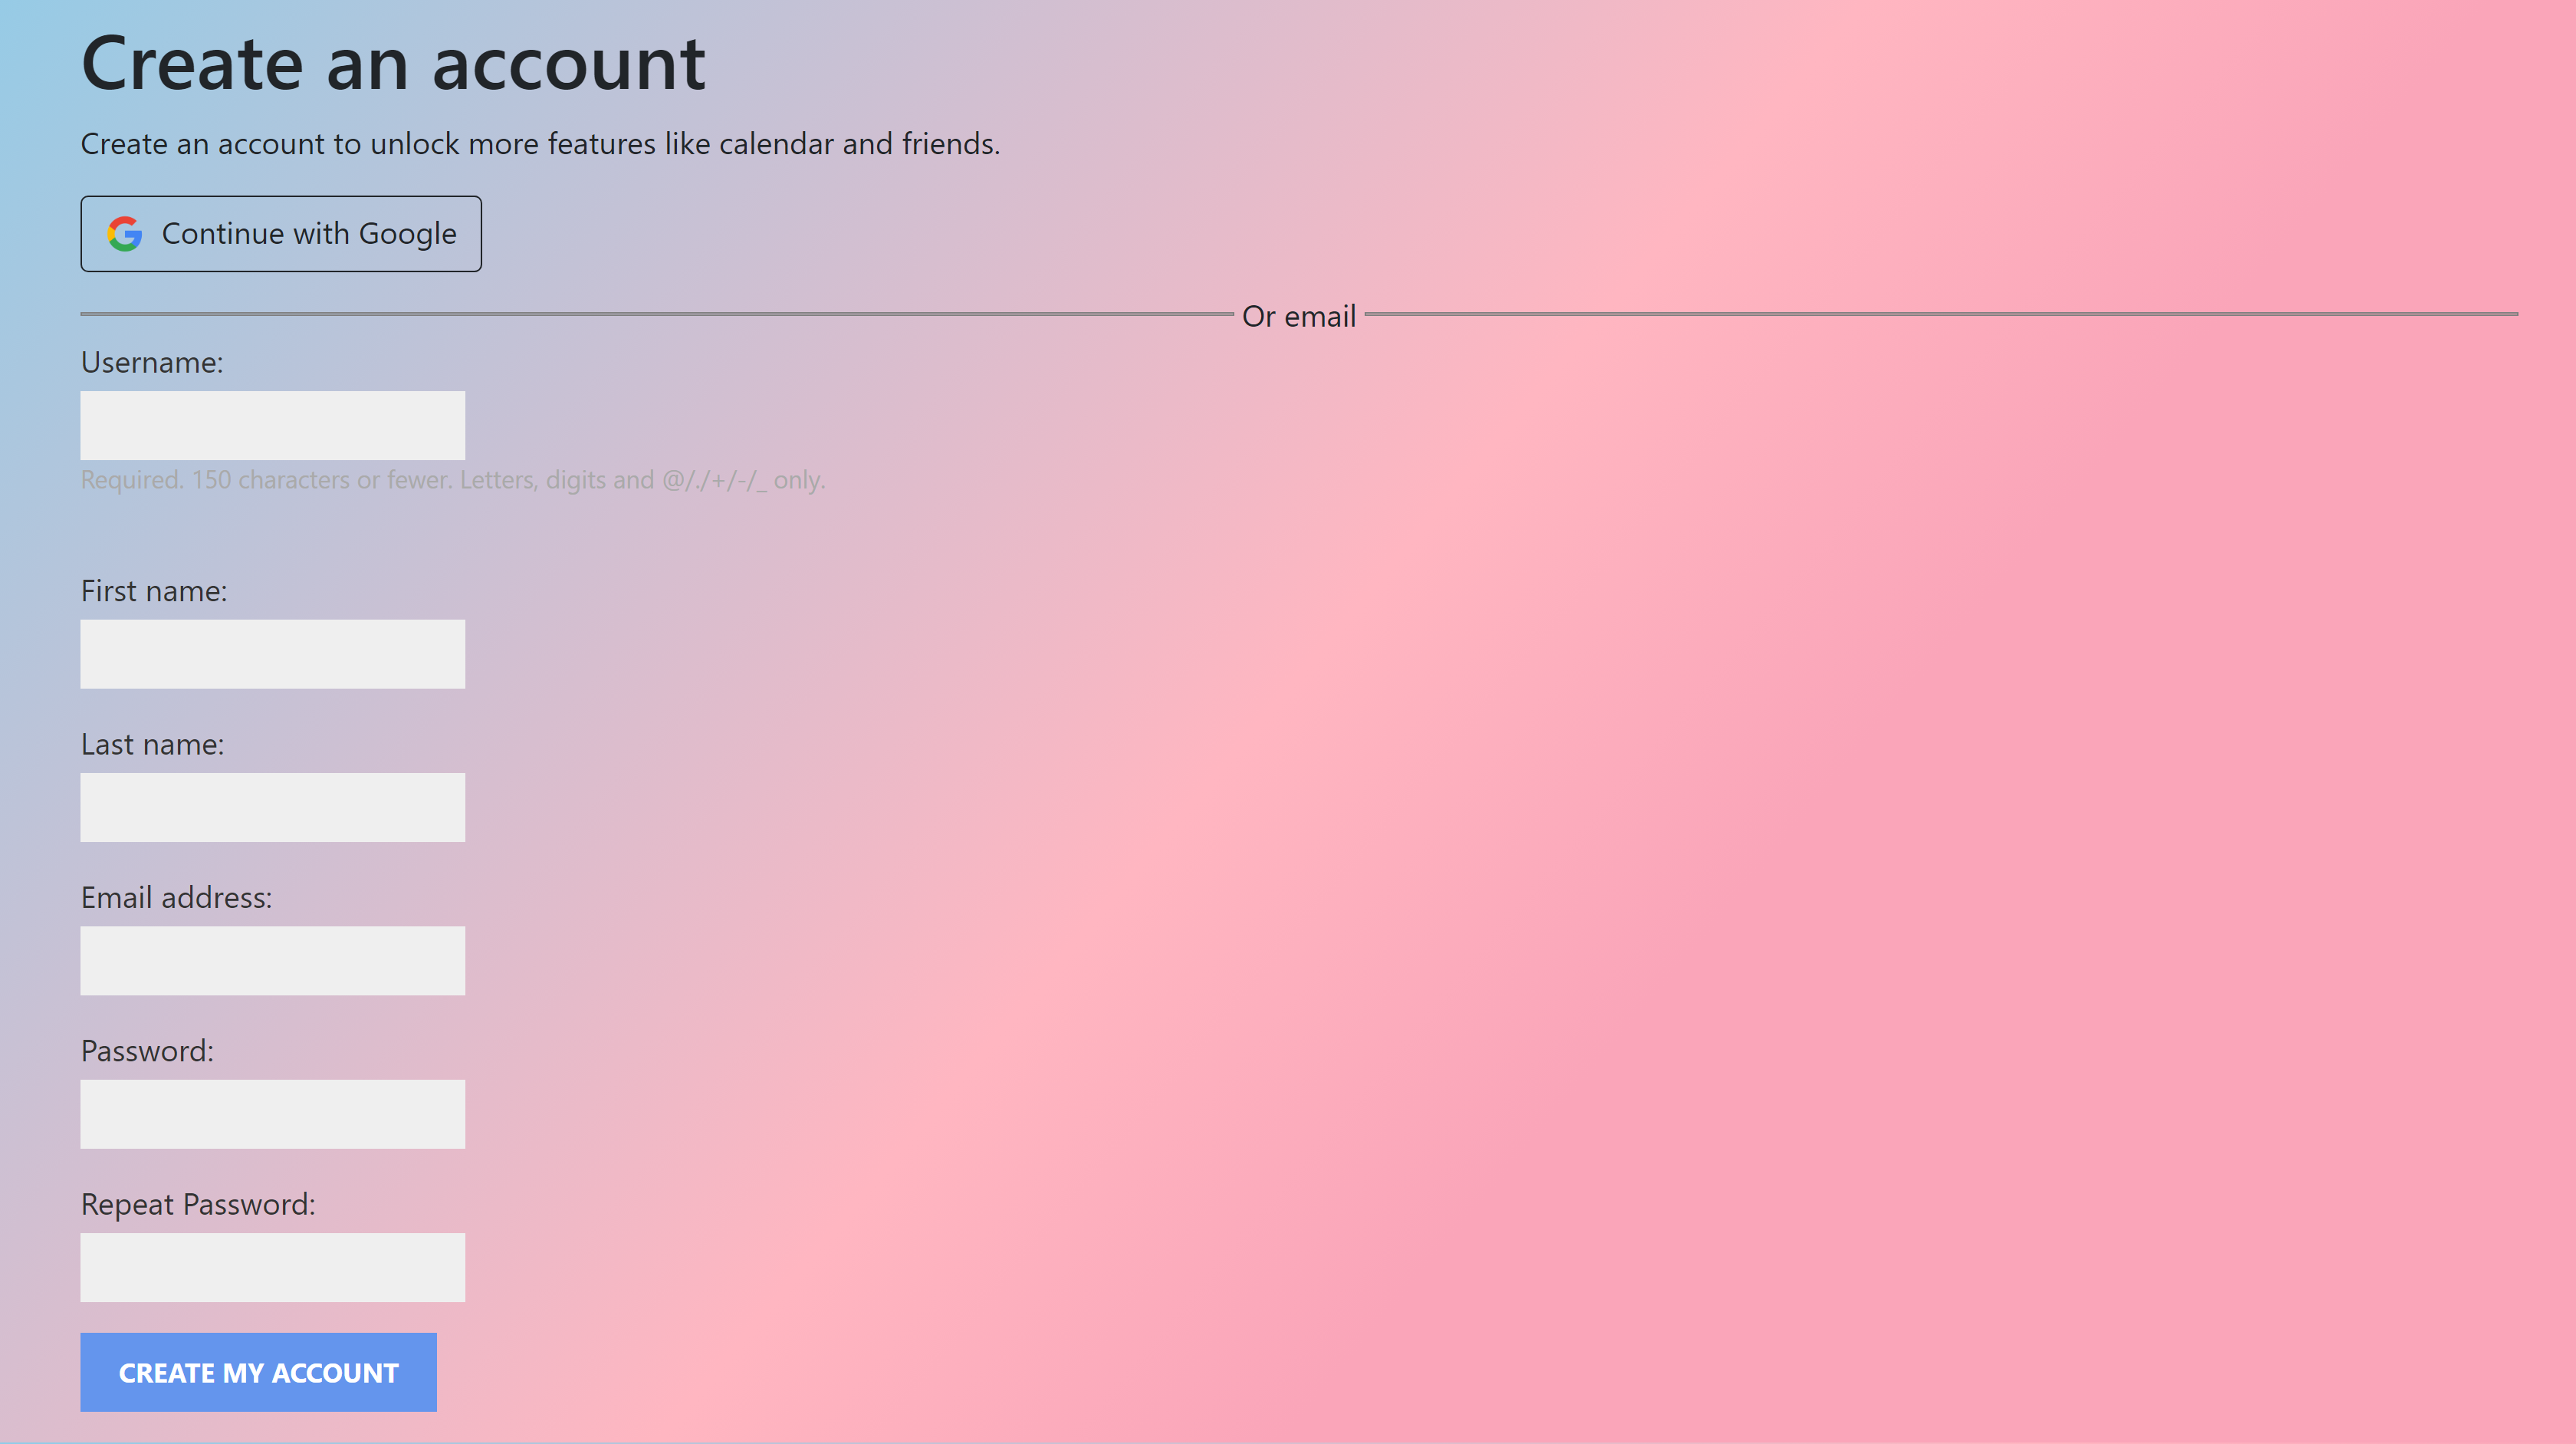 Create an account
Create an account to unlock more features like calendar and friends.
Continue with Google
Or email
Username:
Required. 150 characters or fewer. Letters, digits and @/./+/-/_ only.
First name:
Last name:
Email address:
Password:
Repeat Password:
CREATE MY ACCOUNT